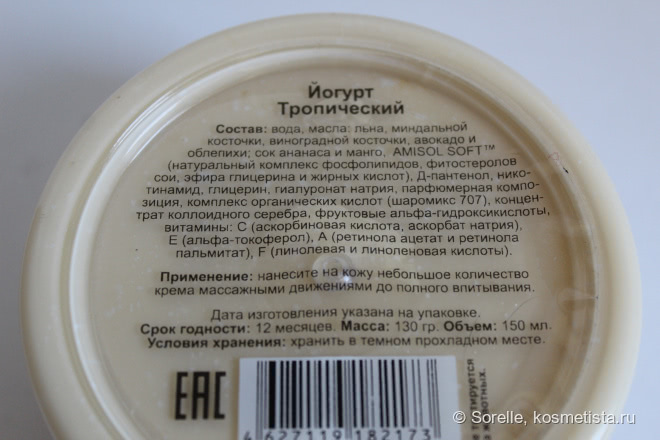 Йогурт
Тропический
Состав: вода, масла: льна, миндальной
косточки, виноградной косточки, авокадо и
облепихи; сок ананаса и манго, AMISOL SOFT™
(натуральный комплекс фосфолипидов, фитостеролов
сои, эфира глицерина и жирных кислот), Д-пантенол, нико-
тинамид, глицерин, гиалуронат натрия, парфюмерная компо-
зиция, комплекс органических кислот (шаромикс 707), концен-
трат коллоидного серебра, фруктовые альфа-гидроксикислоты,
витамины: С (аскорбиновая кислота, аскорбат натрия),
Е (альфа-токоферол), А (ретинола ацетат и ретинола
пальмитат), F (линолевая и линоленовая кислоты).
Применение: нанесите на кожу небольшое количество
крема массажными движениями до полного впитывания.
Дата изготовления указана на упаковке.
Срок годности: 12 месяцев. Масса: 130 гр. Объем: 150 мл.
Условия хранения: хранить в темном прохладном месте.
EAC
4 627119 182173
© Sorelle, kosmetista.ru